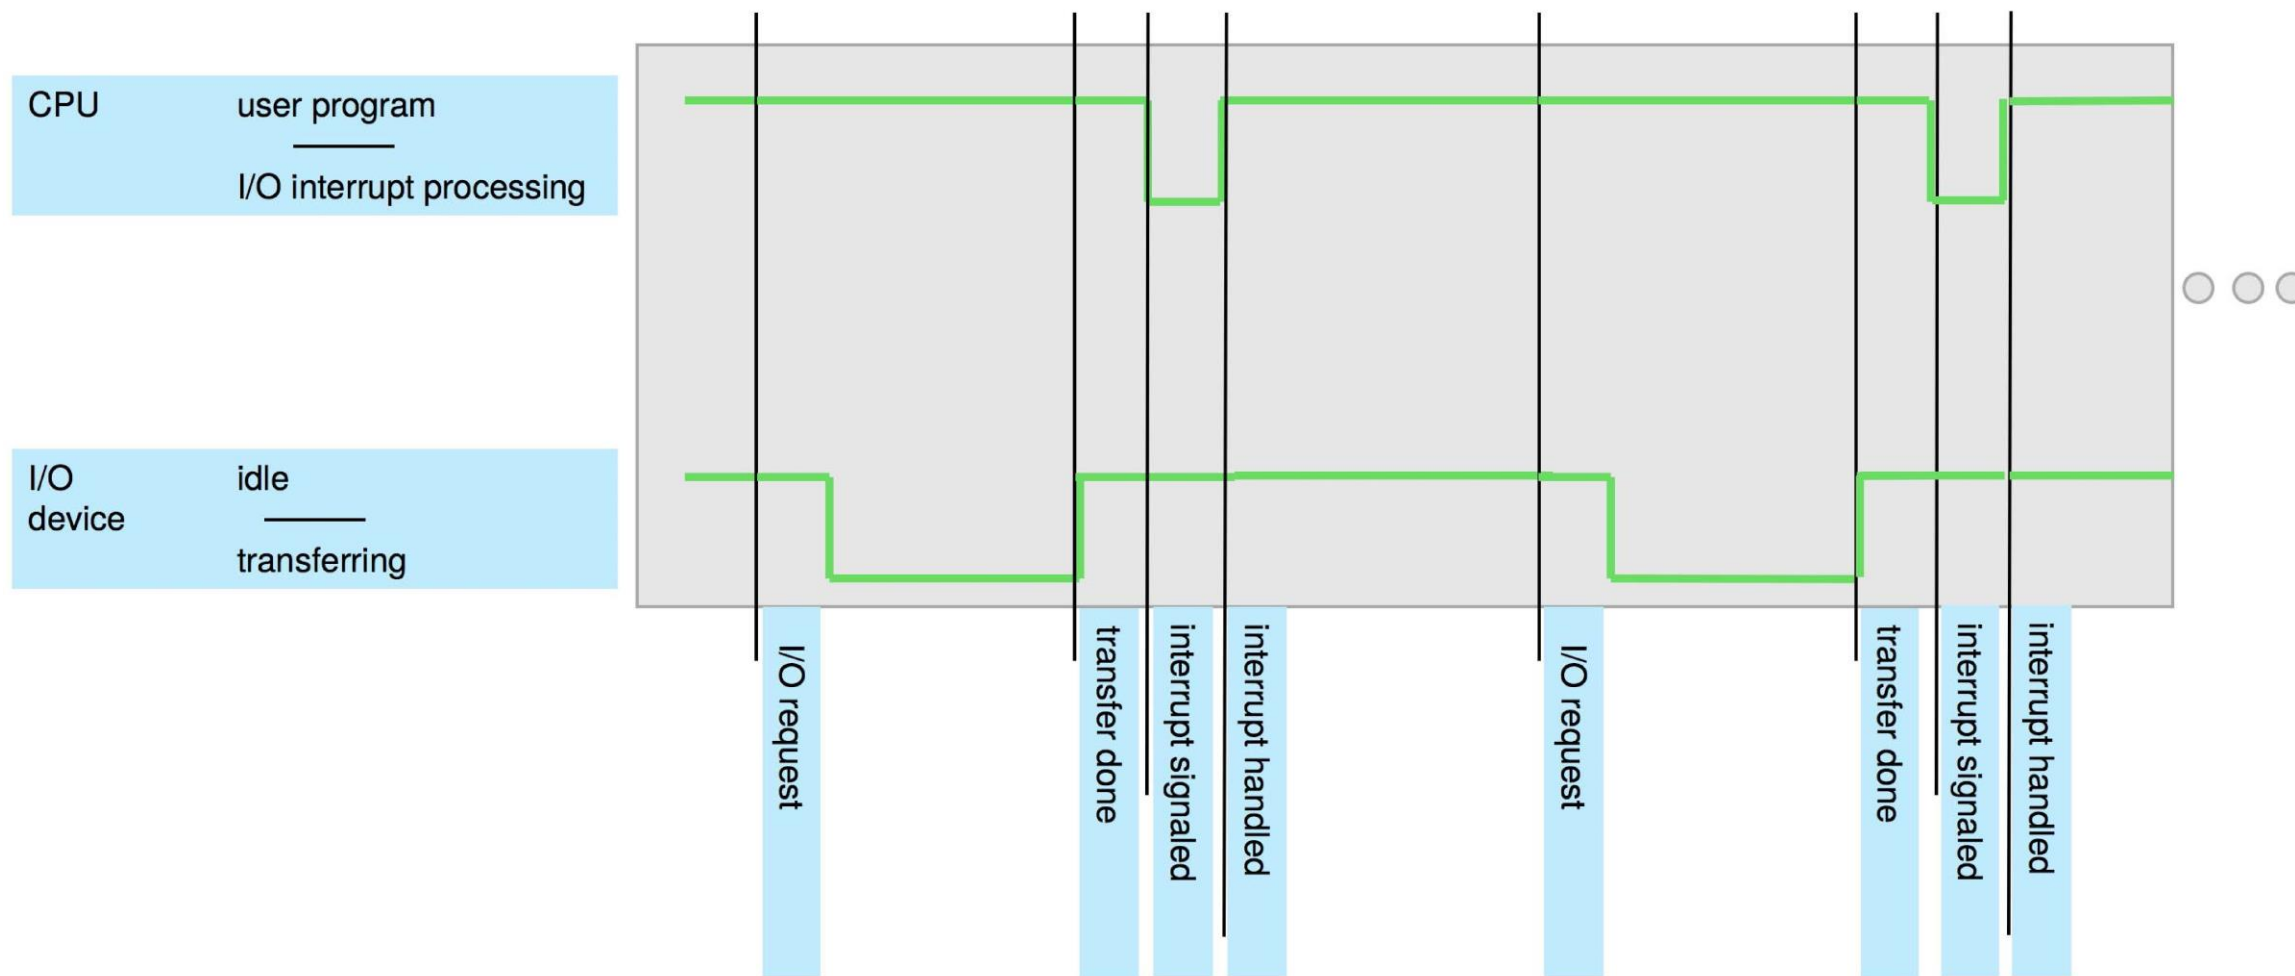 CPU
user program
I/O interrupt processing
I/O
device
idle
transferring
I/O request
transfer done
interrupt signaled
interrupt handled
I/O request
transfer done
interrupt signaled
interrupt handled